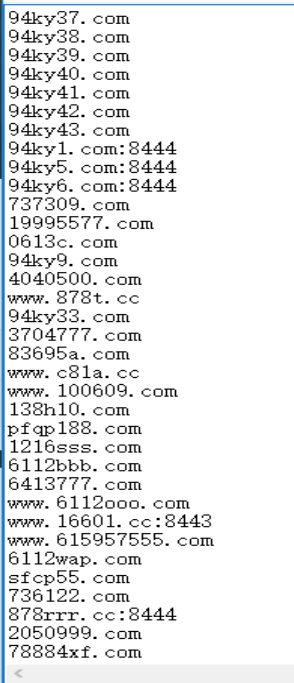 94ky37.com
94ky38.com
94ky39.com
94ky40.com
94ky41.com
94ky42.com
94ky43.com
94ky1.com:8444
94ky5.com:8444
94ky6.com:8444
737309.com
19995577.com
0613c.com
94ky9.com
4040500.com
www.878t.cc
94ky33.com
3704777.com
83695a.com
www.c81a.cc
www.100609.com
138h10.com
pfqp188.com
1216sss.com
6112bbb.com
6413777.com
www.6112ooo.com
www.16601.cc:8443
www.615957555.com
6112wap.com
sfcp55.com
736122.com
878rrr.cc:8444
2050999.com
78884xf.com